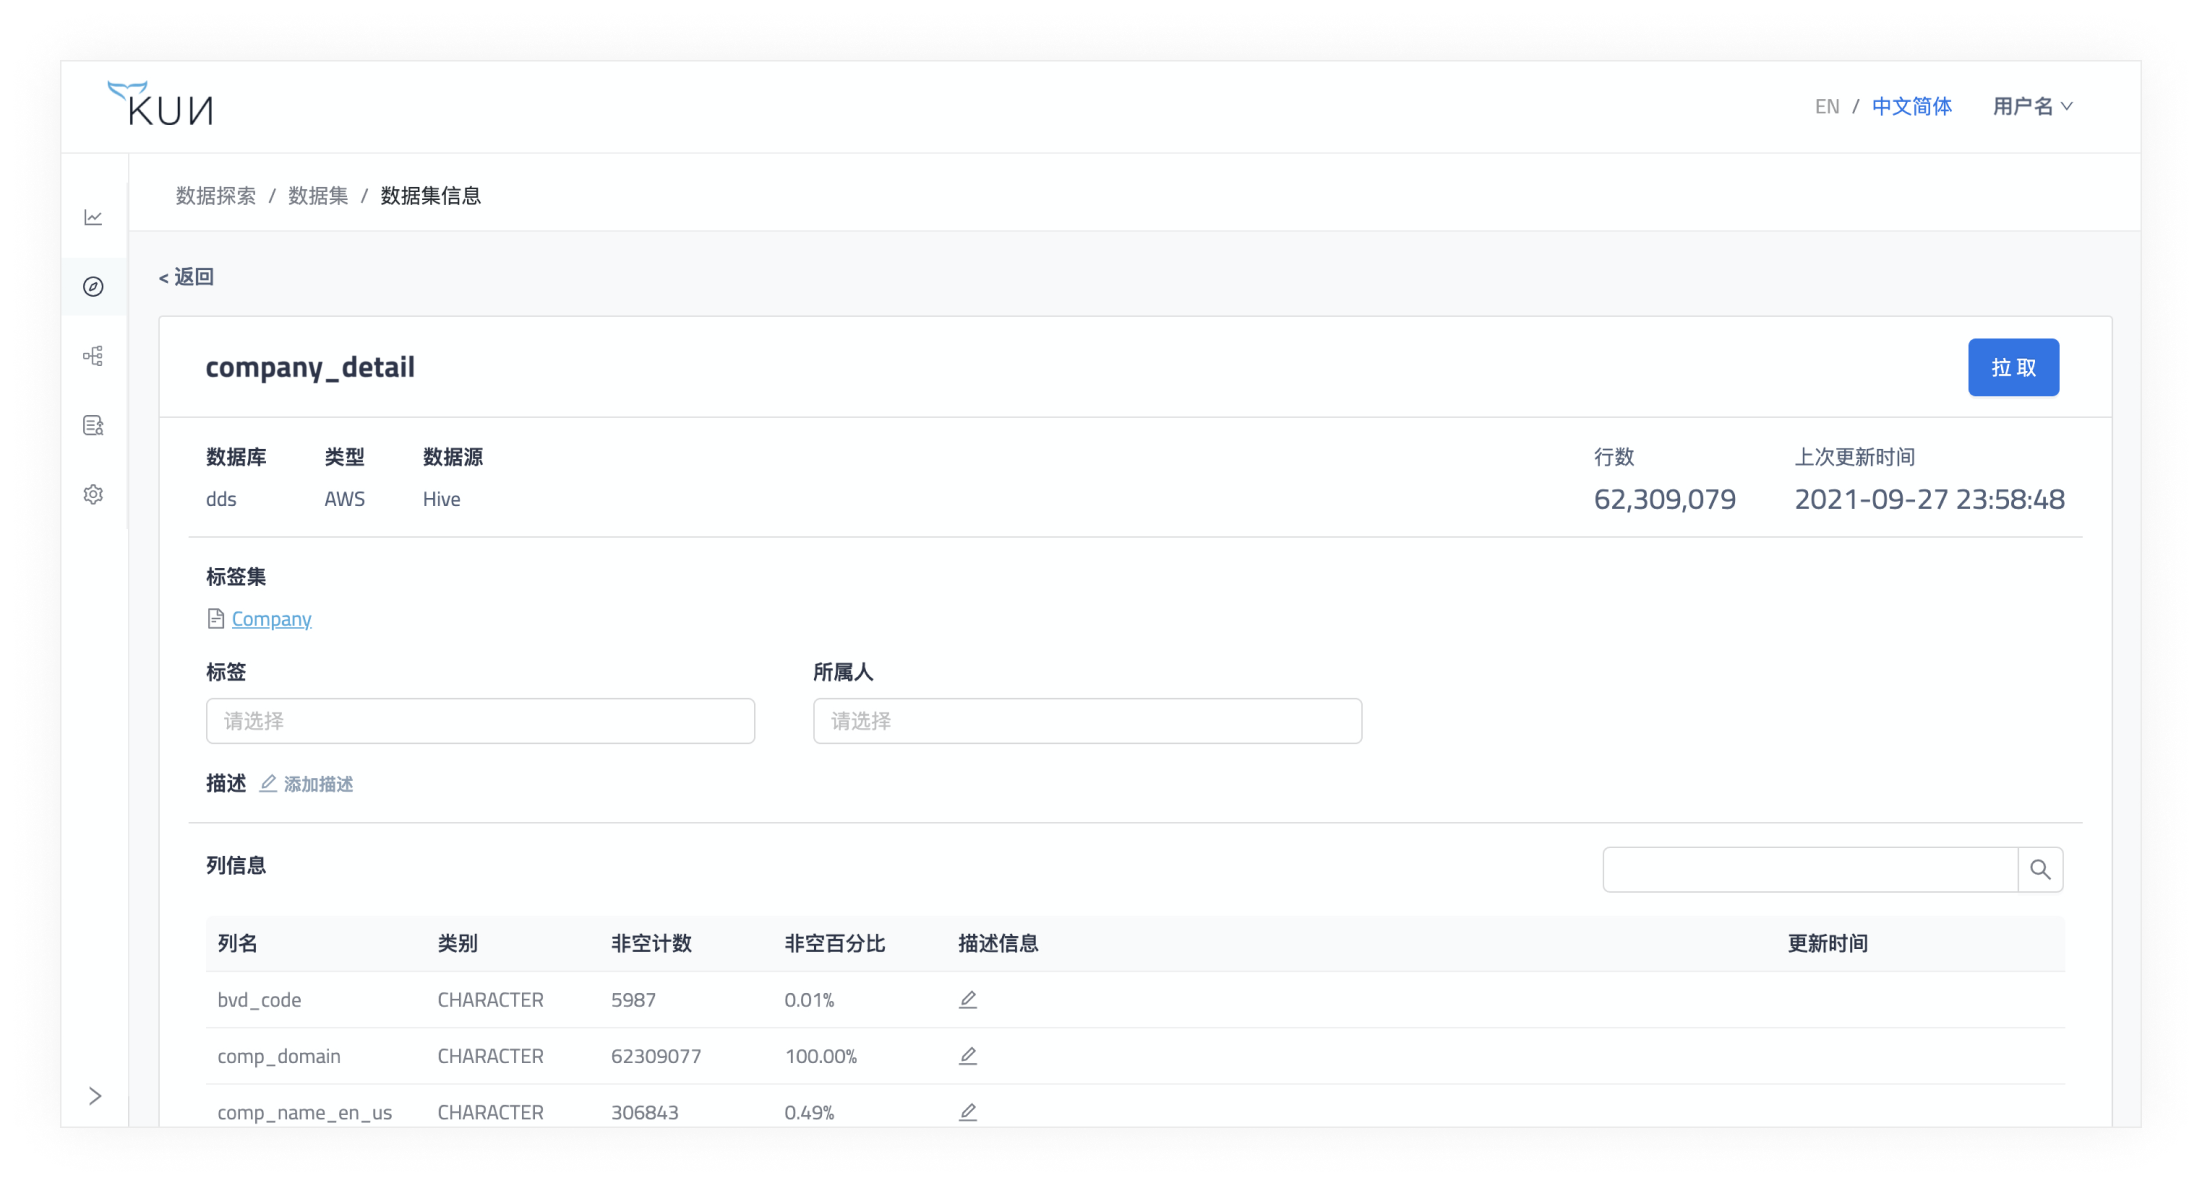 KUN
EN / 中文简体 用户名
数据探索 / 数据集 / 数据集信息
< 返回
company_detail
拉 取
数据库 类型 数据源 行数 上次更新时间
dds AWS Hive 62,309,079 2021-09-27 23:58:48
标签集
Company
标签 所属人
请选择 请选择
描述 添加描述
列信息
列名 类别 非空计数 非空百分比 描述信息 更新时间
bvd_code CHARACTER 5987 0.01%
comp_domain CHARACTER 62309077 100.00%
comp_name_en_us CHARACTER 306843 0.49%